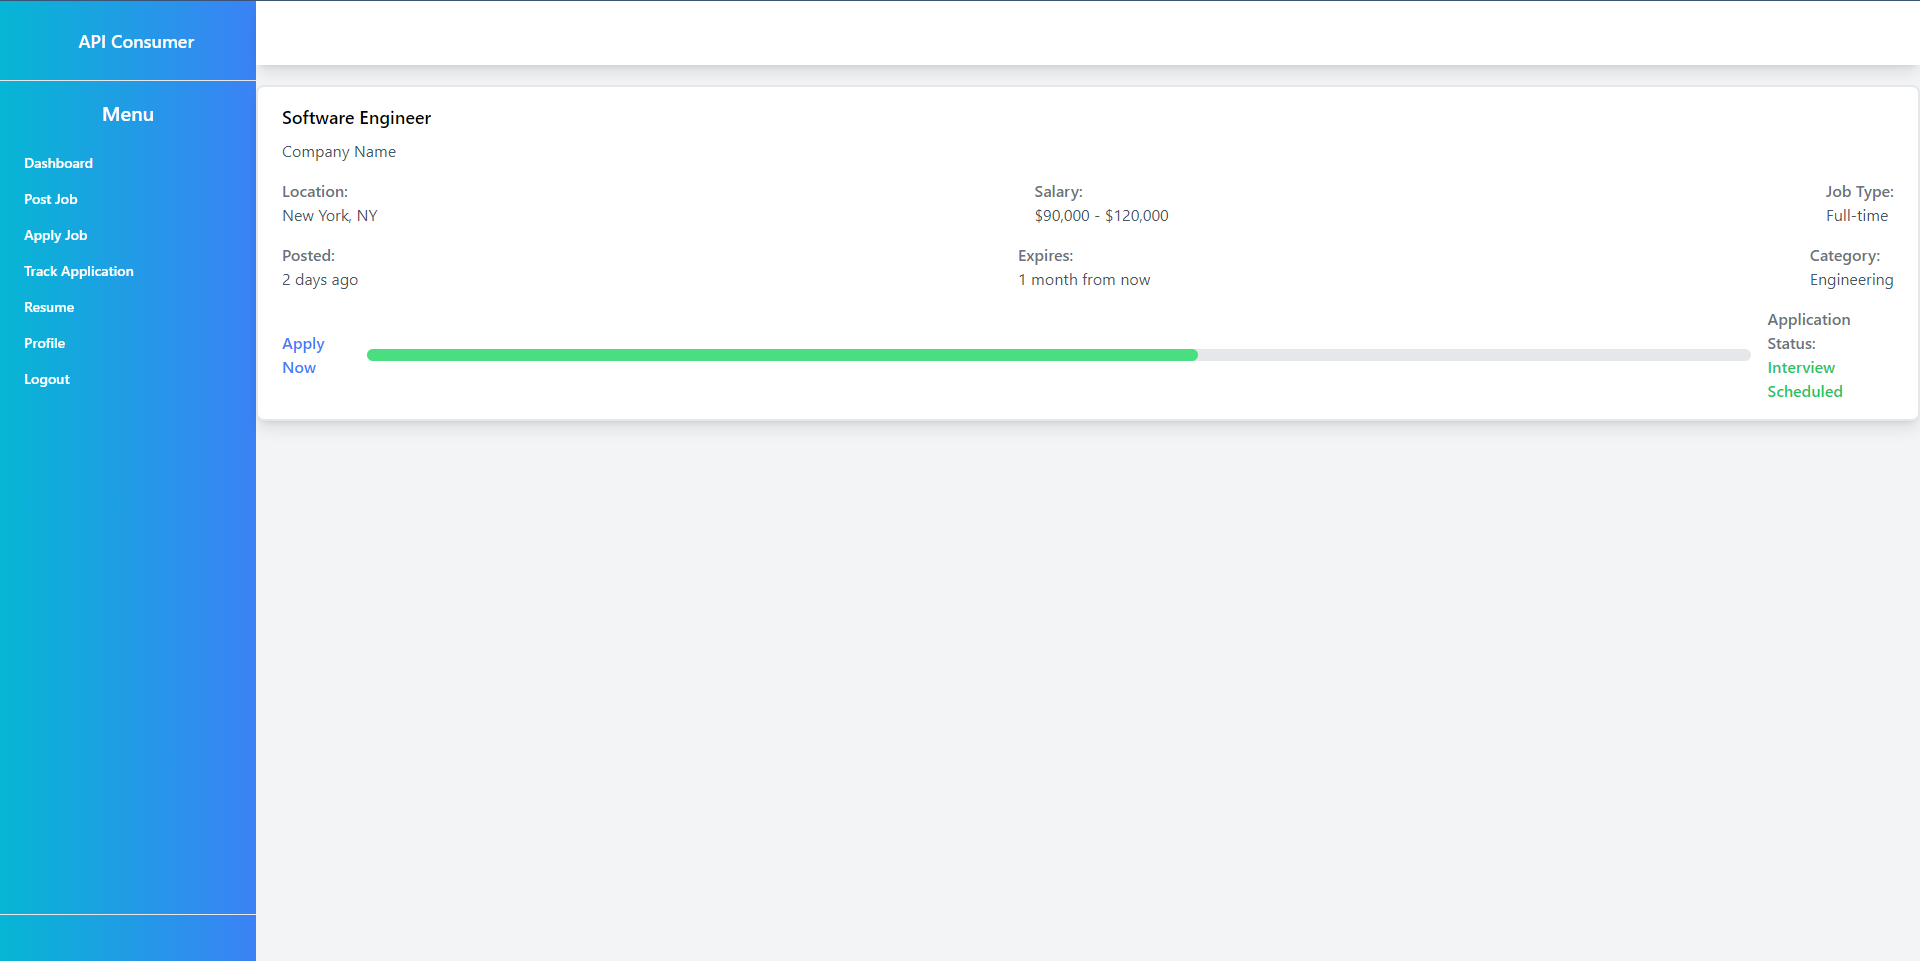 API Consumer
Menu
Dashboard
Post Job
Apply Job
Track Application
Resume
Profile
Logout
Software Engineer
Company Name
Location:
New York, NY
Salary:
$90,000 - $120,000
Job Type:
Full-time
Posted:
2 days ago
Expires:
1 month from now
Category:
Engineering
Apply
Now
Application
Status:
Interview
Scheduled